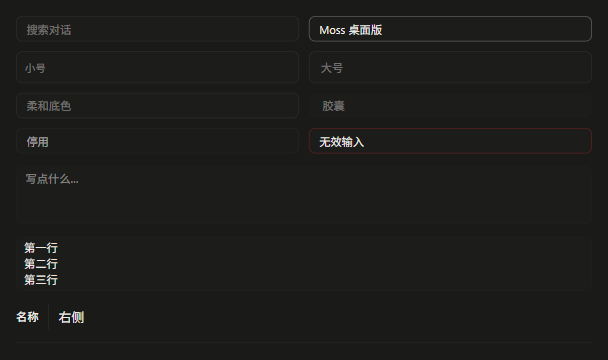 搜索对话
Moss 桌面版
小号
大号
柔和底色
胶囊
停用
无效输入
写点什么...
第一行
第二行
第三行
名称
右侧